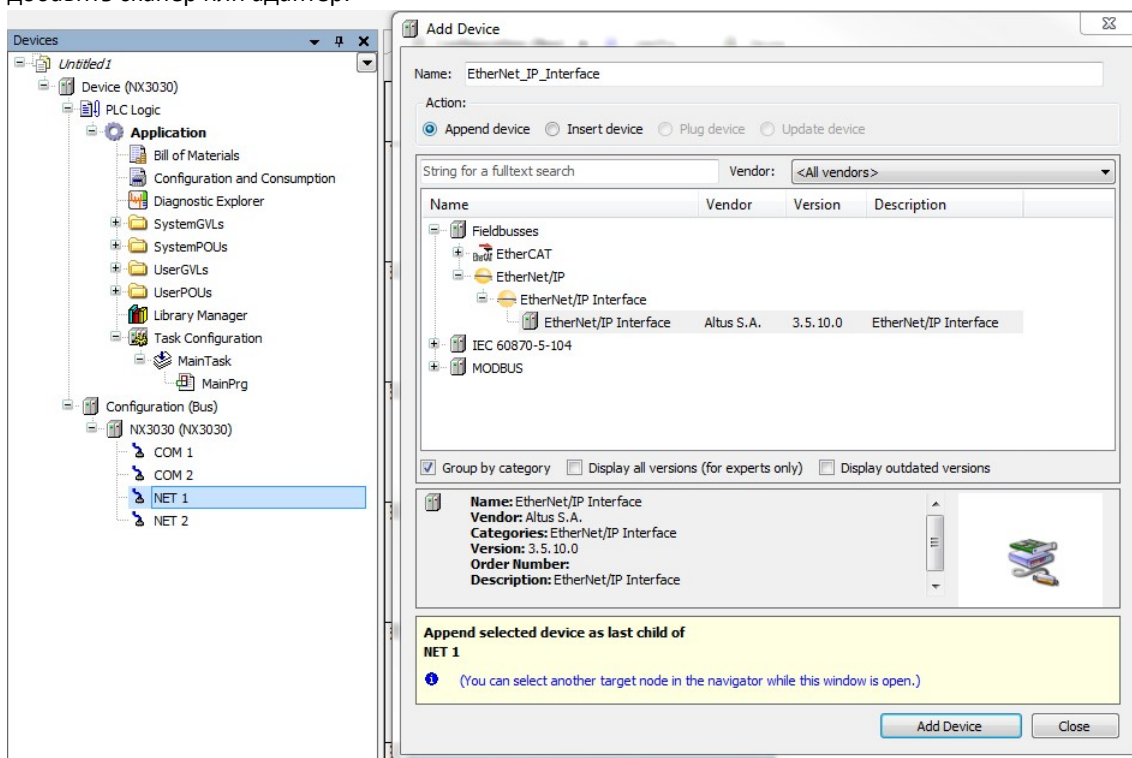 добавить сканер или адаптер.
Devices
Untitled1
Device (NX3030)
PLC Logic
Application
Bill of Materials
Configuration and Consumption
Diagnostic Explorer
SystemGVLs
SystemPOUs
UserGVLs
UserPOUs
Library Manager
Task Configuration
MainTask
MainPrg
Configuration (Bus)
NX3030 (NX3030)
COM 1
COM 2
NET 1
NET 2
Add Device
Name: EtherNet_IP_Interface
Action:
Append device Insert device Plug device Update device
String for a fulltext search Vendor: <All vendors>
Name Vendor Version Description
Fieldbusses
EtherCAT
EtherNet/IP
EtherNet/IP Interface
EtherNet/IP Interface Altus S.A. 3.5.10.0 EtherNet/IP Interface
IEC 60870-5-104
MODBUS
Group by category Display all versions (for experts only) Display outdated versions
Name: EtherNet/IP Interface
Vendor: Altus S.A.
Categories: EtherNet/IP Interface
Version: 3.5.10.0
Order Number:
Description: EtherNet/IP Interface
Append selected device as last child of
NET 1
(You can select another target node in the navigator while this window is open.)
Add Device Close